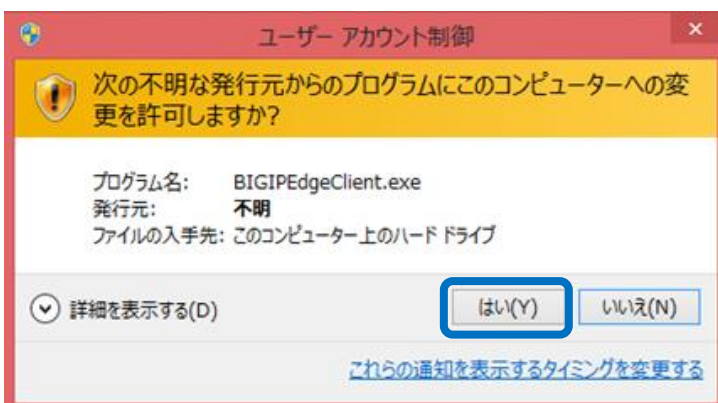 ユーザー アカウント制御
次の不明な発行元からのプログラムにこのコンピューターへの変
更を許可しますか?
プログラム名: BIGIPEdgeClient.exe
発行元: 不明
ファイルの入手先: このコンピューター上のハード ドライブ
詳細を表示する(D) はい(Y) いいえ(N)
これらの通知を表示するタイミングを変更する